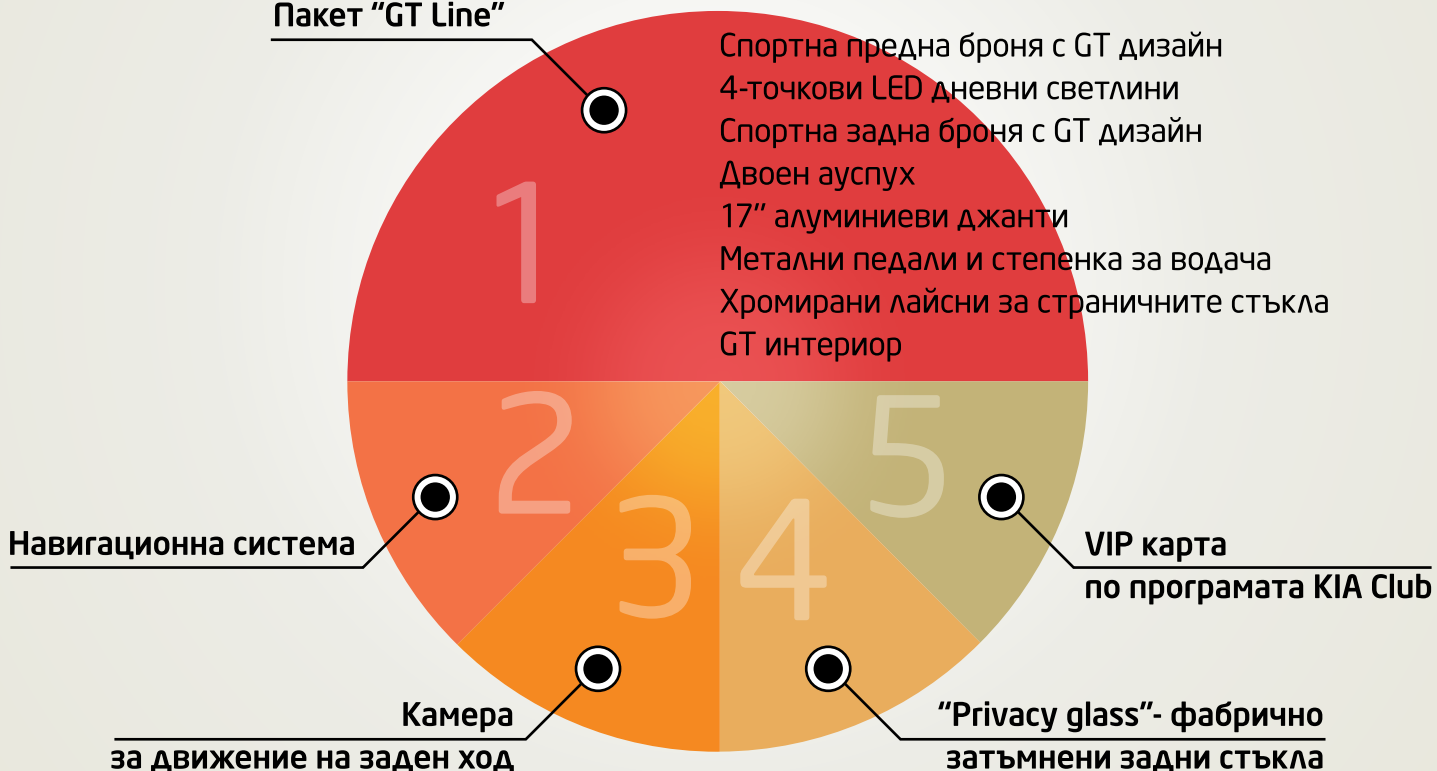 Пакет “GT Line”
Спортна предна броня с GT дизайн
4-точкови LED дневни светлини
Спортна задна броня с GT дизайн
Двоен ауспух
17” алуминиеви джанти
Метални педали и степенка за водача
Хромирани лайсни за страничните стъкла
GT интериор
1
2
3
4
5
Навигационна система
VIP карта
по програмата KIA Club
Камера
за движение на заден ход
“Privacy glass”- фабрично
затъмнени задни стъкла